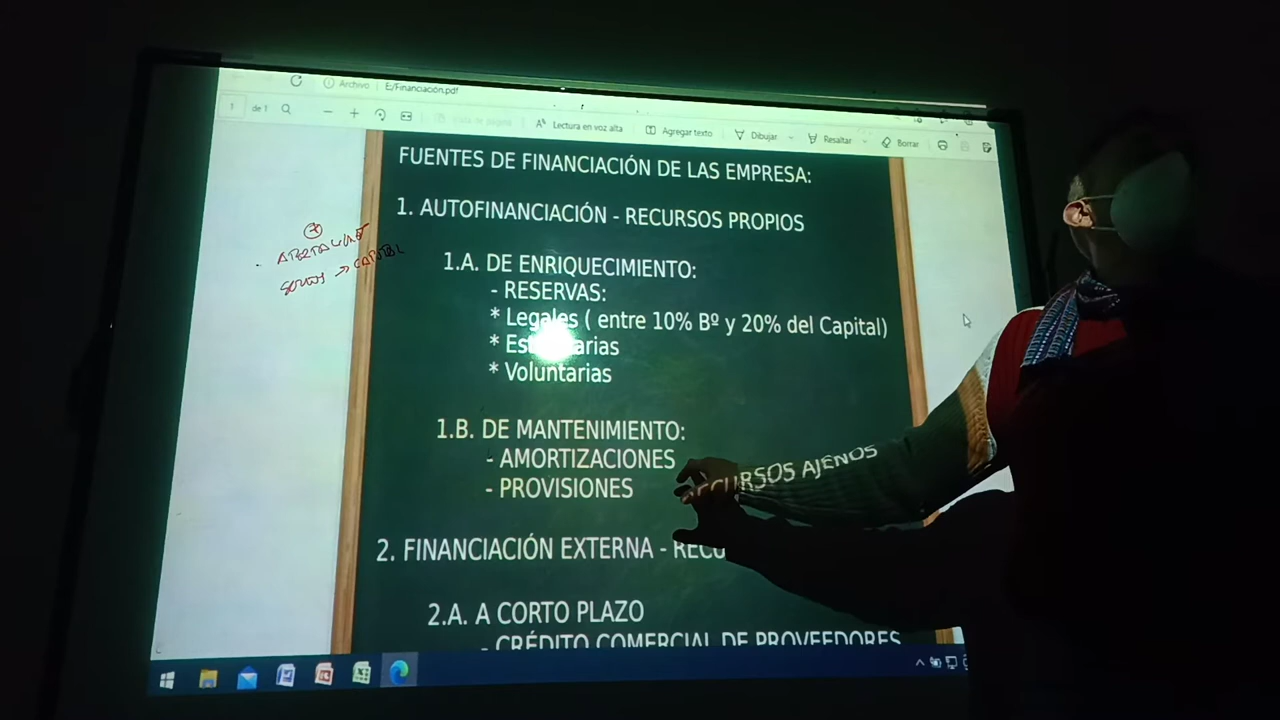 Archivo E:/Financiación.pdf
1 de 1 Lectura en voz alta Agregar texto Dibujar Resaltar Borrar
FUENTES DE FINANCIACIÓN DE LAS EMPRESA:
1. AUTOFINANCIACIÓN - RECURSOS PROPIOS
1.A. DE ENRIQUECIMIENTO:
- RESERVAS:
* Legales ( entre 10% Bº y 20% del Capital)
* Voluntarias
1.B. DE MANTENIMIENTO:
- AMORTIZACIONES
- PROVISIONES
2. FINANCIACIÓN EXTERNA - RECURSOS AJENOS
2.A. A CORTO PLAZO
- CRÉDITO COMERCIAL DE PROVEEDORES